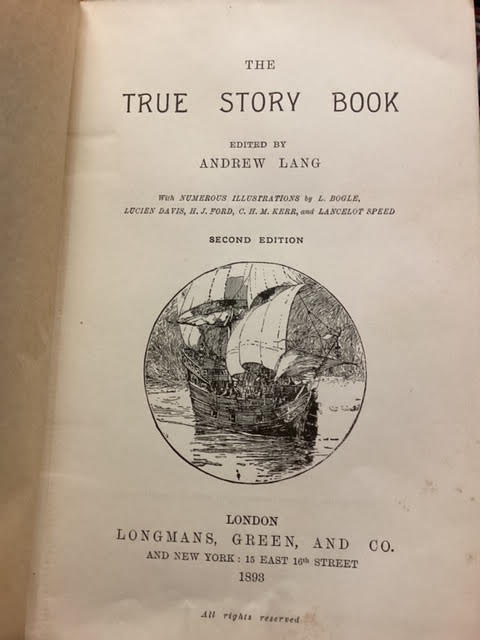 THE
TRUE STORY BOOK
EDITED BY
ANDREW LANG
With NUMEROUS ILLUSTRATIONS by L. BOGLE,
LUCIEN DAVIS, H. J. FORD, C. H. M. KERR, and LANCELOT SPEED
SECOND EDITION
LONDON
LONGMANS, GREEN, AND CO.
AND NEW YORK : 15 EAST 16th STREET
1893
All rights reserved